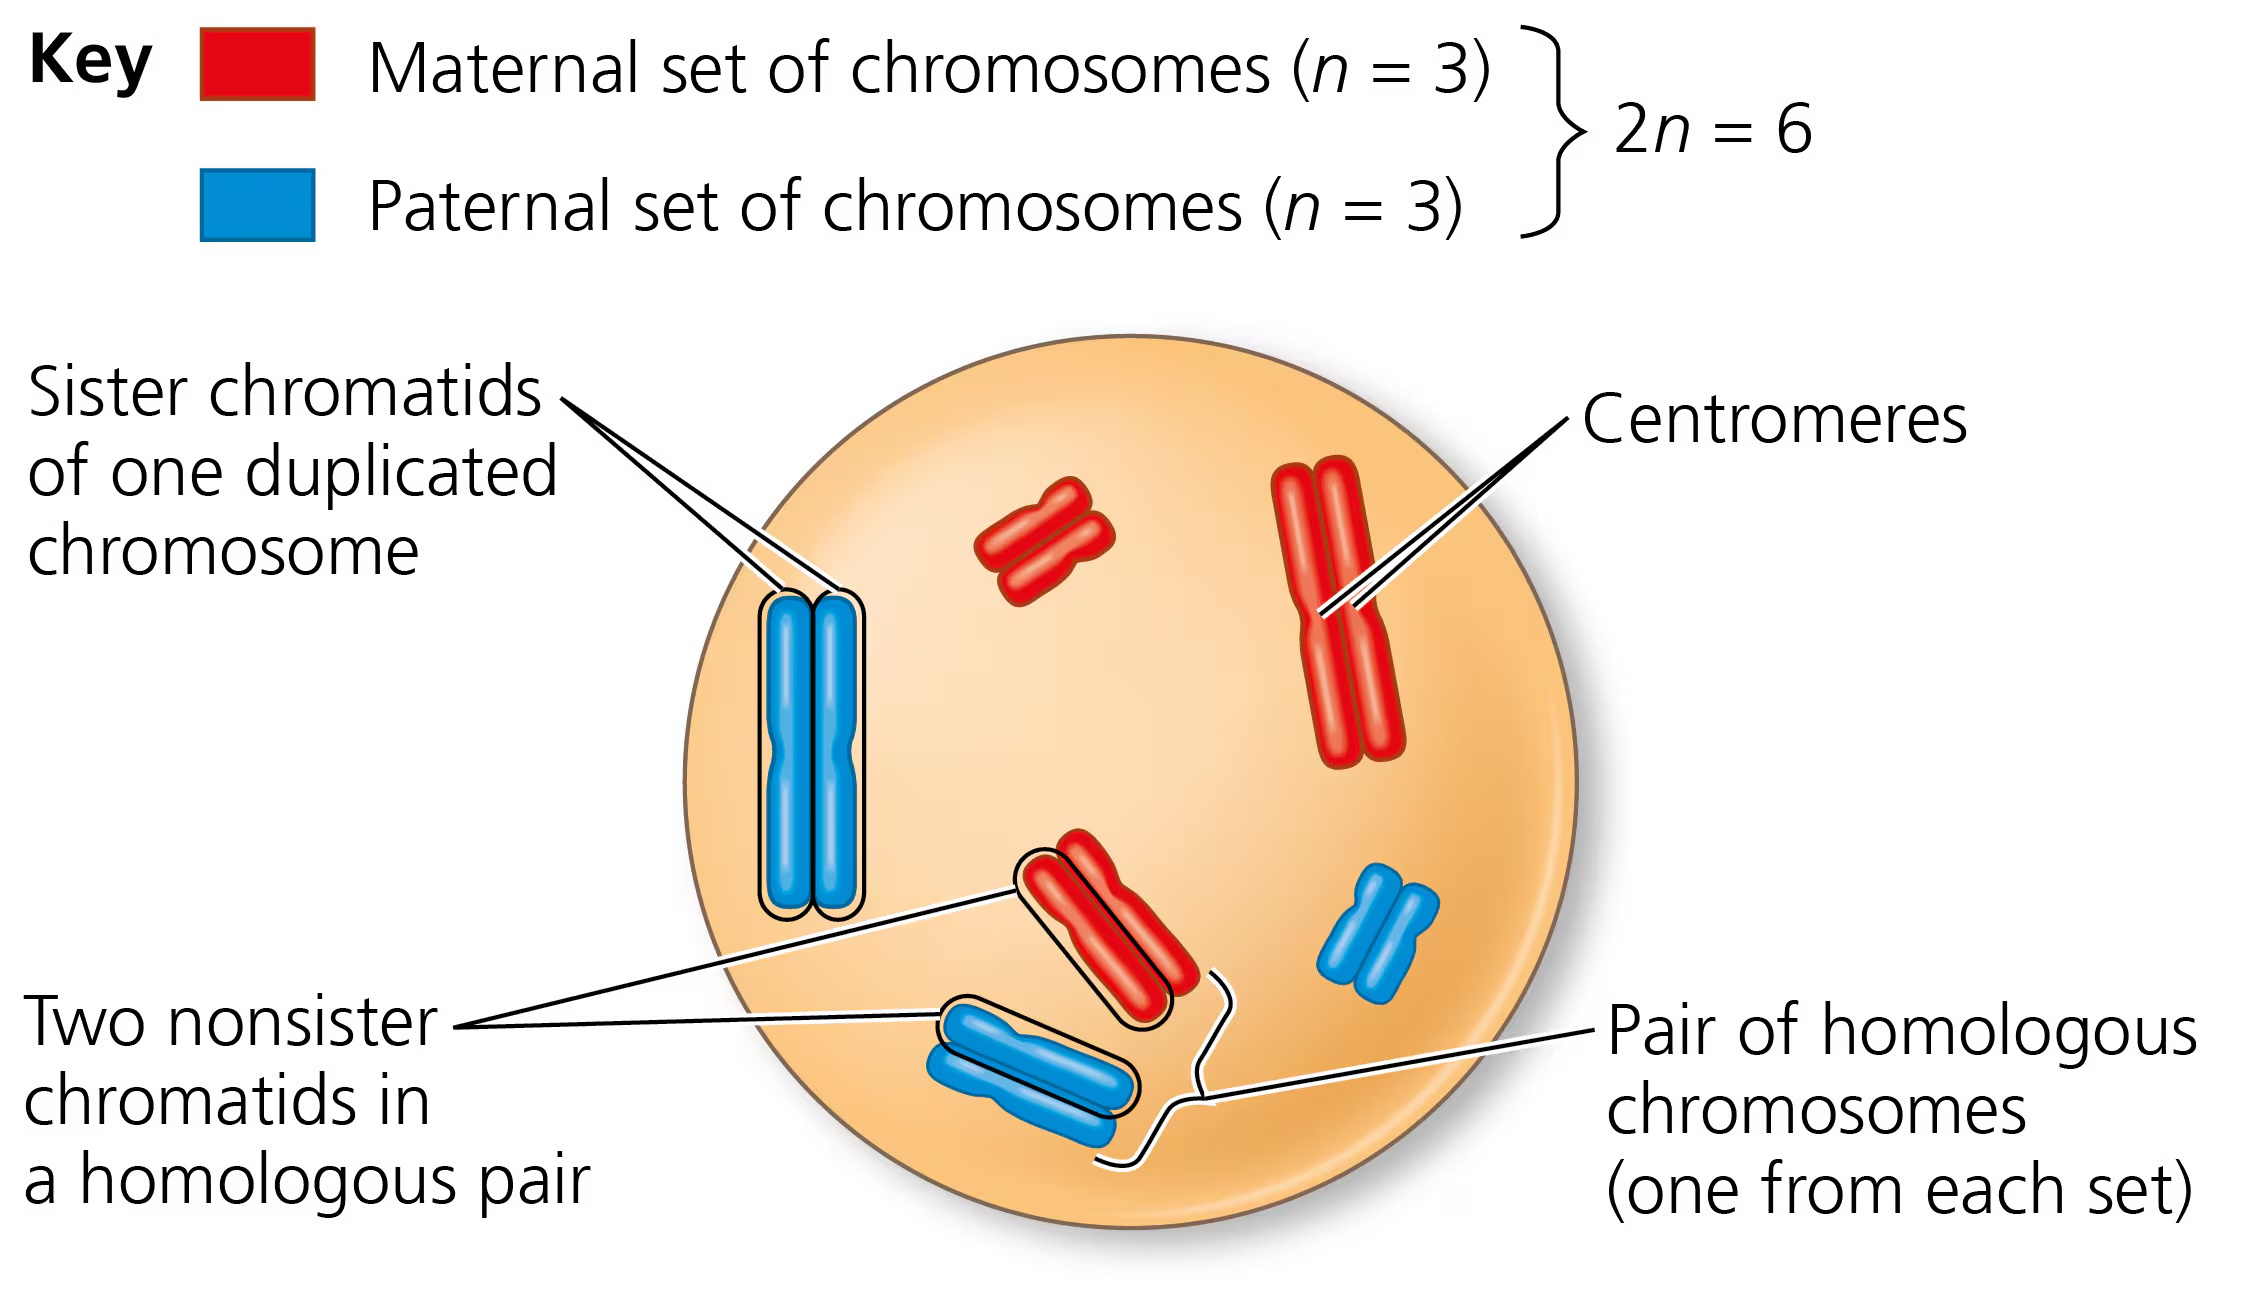 Key
Maternal set of chromosomes (n = 3)
Paternal set of chromosomes (n = 3)
2n = 6
Sister chromatids
of one duplicated
chromosome
Centromeres
Two nonsister
chromatids in
a homologous pair
Pair of homologous
chromosomes
(one from each set)